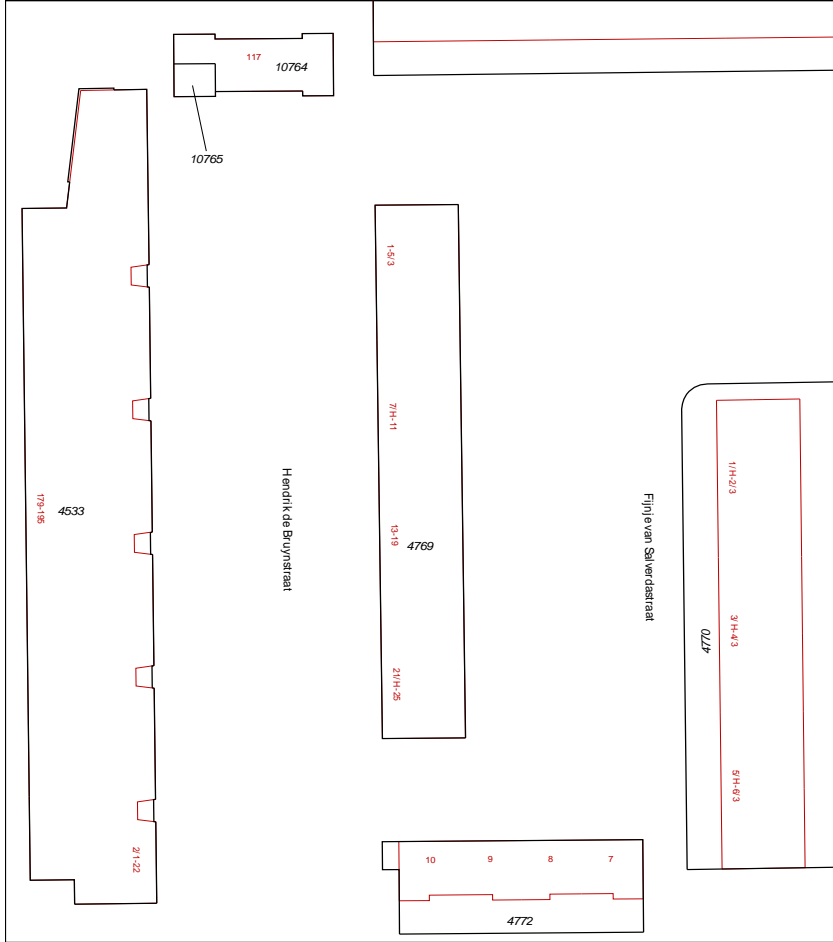 117
10764
10765
1-5/3
7/H-11
Hendrik de Bruynstraat
179-195
4533
13-19
4769
Fijnje van Salverdastraat
1/H-2/3
3/H-4/3
4770
21/H-25
5/H-6/3
2/1-22
10
9
8
7
4772